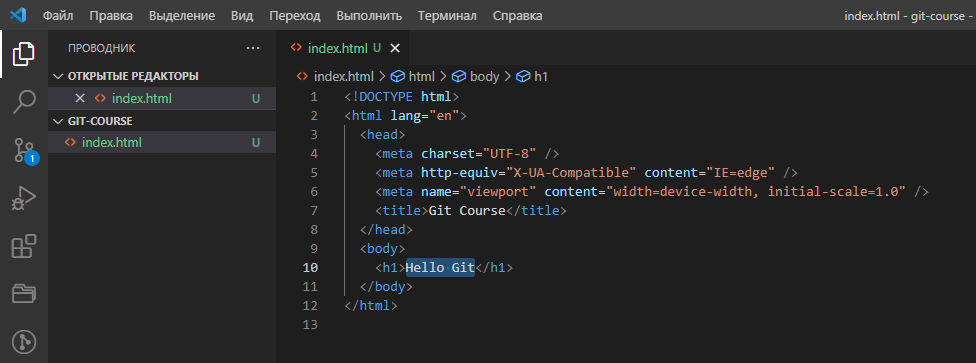 Файл Правка Выделение Вид Переход Выполнить Терминал Справка index.html - git-course -
ПРОВОДНИК ...
index.html U
ОТКРЫТЫЕ РЕДАКТОРЫ
index.html U
GIT-COURSE
index.html U
1
index.html > html > body > h1
1 <!DOCTYPE html>
2 <html lang="en">
3 <head>
4 <meta charset="UTF-8" />
5 <meta http-equiv="X-UA-Compatible" content="IE=edge" />
6 <meta name="viewport" content="width=device-width, initial-scale=1.0" />
7 <title>Git Course</title>
8 </head>
9 <body>
10 <h1>Hello Git</h1>
11 </body>
12 </html>
13